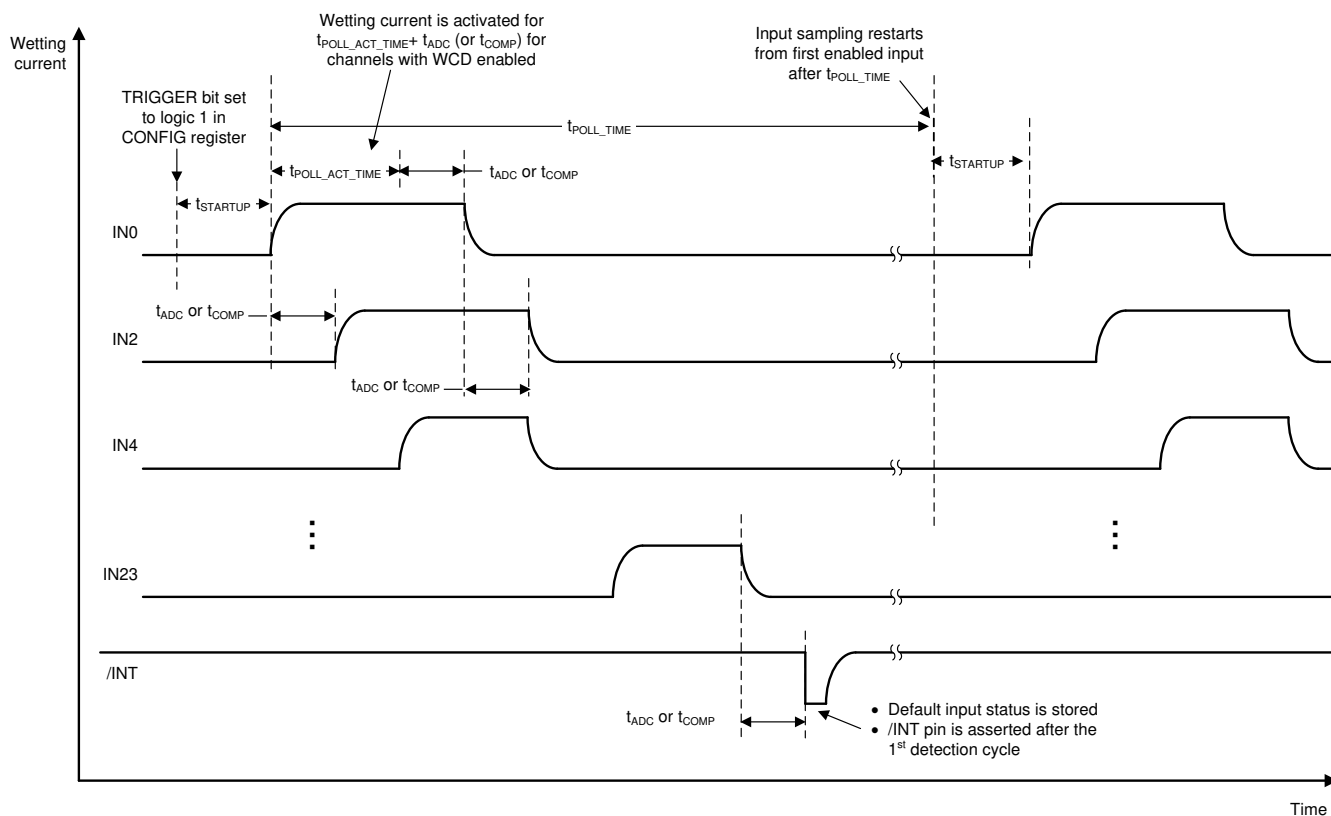 Wetting current
Wetting current is activated for
tPOLL_ACT_TIME+ tADC (or tCOMP) for
channels with WCD enabled
Input sampling restarts
from first enabled input
after tPOLL_TIME
TRIGGER bit set
to logic 1 in
CONFIG register
tPOLL_TIME
tPOLL_ACT_TIME
tADC or tCOMP
tSTARTUP
tSTARTUP
IN0
tADC or tCOMP
IN2
tADC or tCOMP
IN4
IN23
/INT
tADC or tCOMP
• Default input status is stored
• /INT pin is asserted after the
1st detection cycle
Time